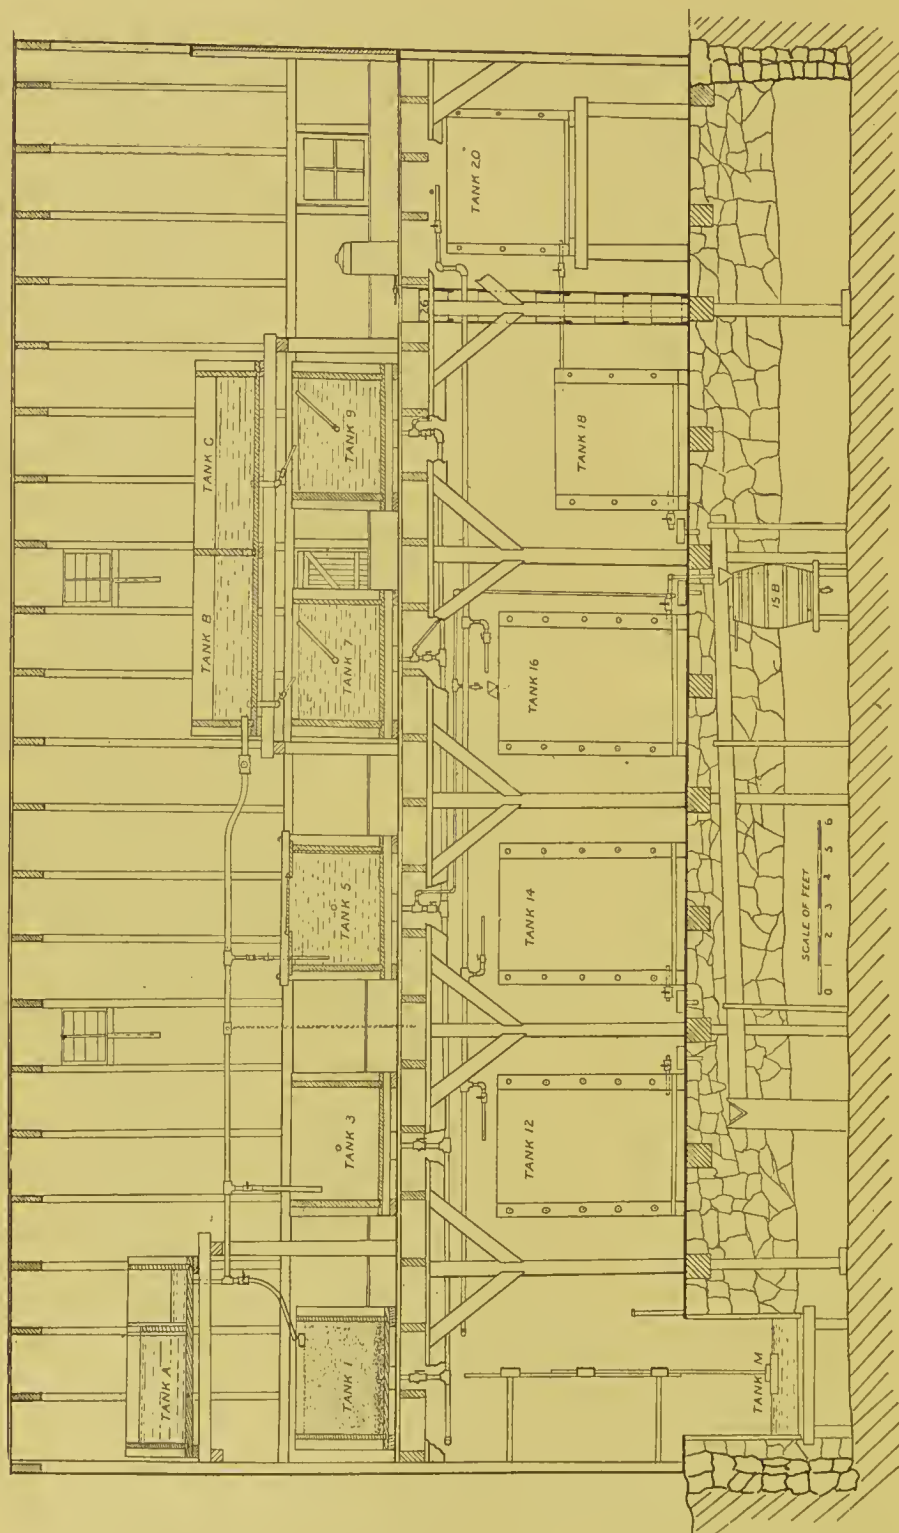 TANK A
TANK B
TANK C
TANK 1
TANK 3
TANK 5
TANK 7
TANK 9
26
TANK 12
TANK 14
TANK 16
TANK 18
TANK 20
TANK M
SCALE OF FEET
0 1 2 3 4 5 6
15 B